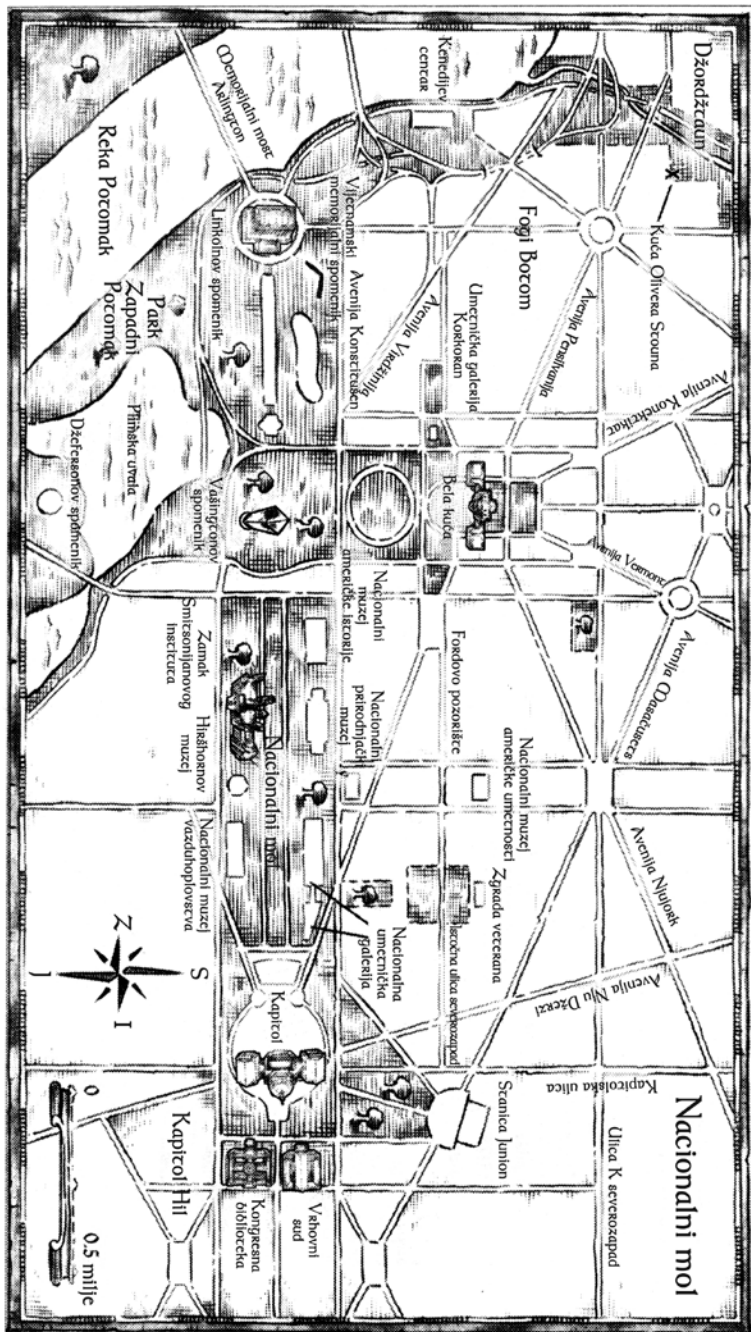 Nacionalni mol
Džordžtaun
Kuća Olivera Stouna
Avenija Konektikat
Avenija Vermont
Avenija Masačusets
Avenija Njujork
Avenija Nju Džerzi
Kapitolska ulica
Ulica K severozapad
Kenedijev
centar
Fogi Botom
Avenija Pensilvanija
Avenija Virdžinija
Umetnička galerija
Korkoran
Bela kuća
Fordovo pozorište
Nacionalni muzej
američke umetnosti
Zgrada veterana
Istočna ulica severozapad
Stanica Junion
Memorijalni most
Arlington
Vijetnamski
memorijalni spomenik
Avenija Konstitušen
Nacionalni
muzej
američke istorije
Nacionalni
prirodnjački
muzej
Nacionalna
umetnička
galerija
Linkolnov spomenik
Vašingtonov
spomenik
Nacionalni mol
Kapitol
Vrhovni
sud
Kongresna
biblioteka
Reka Potomak
Park
Zapadni
Potomak
Plimska uvala
Džefersonov spomenik
Zamak
Smitsonijanovog
instituta
Hiršhornov
muzej
Nacionalni muzej
vazduhoplovstva
Kapitol Hil
S
Z
I
J
0
0.5 milje